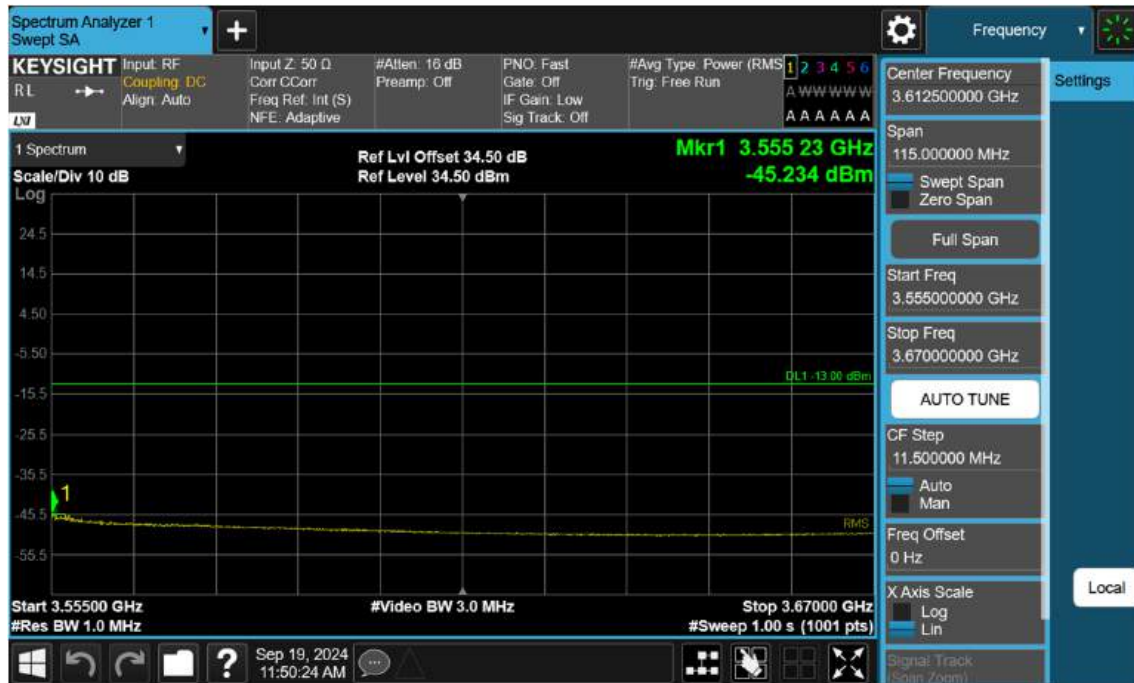 Spectrum Analyzer 1
Swept SA
Frequency
KEYSIGHT
RL
LXI
Input: RF
Coupling: DC
Align: Auto
Input Z: 50 Ω
Corr CCorr
Freq Ref: Int (S)
NFE: Adaptive
#Atten: 16 dB
Preamp: Off
PNO: Fast
Gate: Off
IF Gain: Low
Sig Track: Off
#Avg Type: Power (RMS
Trig: Free Run
1 2 3 4 5 6
A W W W W W
A A A A A A
1 Spectrum
Scale/Div 10 dB
Ref Lvl Offset 34.50 dB
Ref Level 34.50 dBm
Mkr1 3.555 23 GHz
-45.234 dBm
Log
24.5
14.5
4.50
-5.50
DL1 -13.00 dBm
-15.5
-25.5
-35.5
1
-45.5
RMS
-55.5
Start 3.55500 GHz
#Video BW 3.0 MHz
Stop 3.67000 GHz
#Res BW 1.0 MHz
#Sweep 1.00 s (1001 pts)
Sep 19, 2024
11:50:24 AM
Center Frequency
3.612500000 GHz
Span
115.000000 MHz
Swept Span
Zero Span
Full Span
Start Freq
3.555000000 GHz
Stop Freq
3.670000000 GHz
AUTO TUNE
CF Step
11.500000 MHz
Auto
Man
Freq Offset
0 Hz
X Axis Scale
Log
Lin
Signal Track
(Span Zoom)
Settings
Local